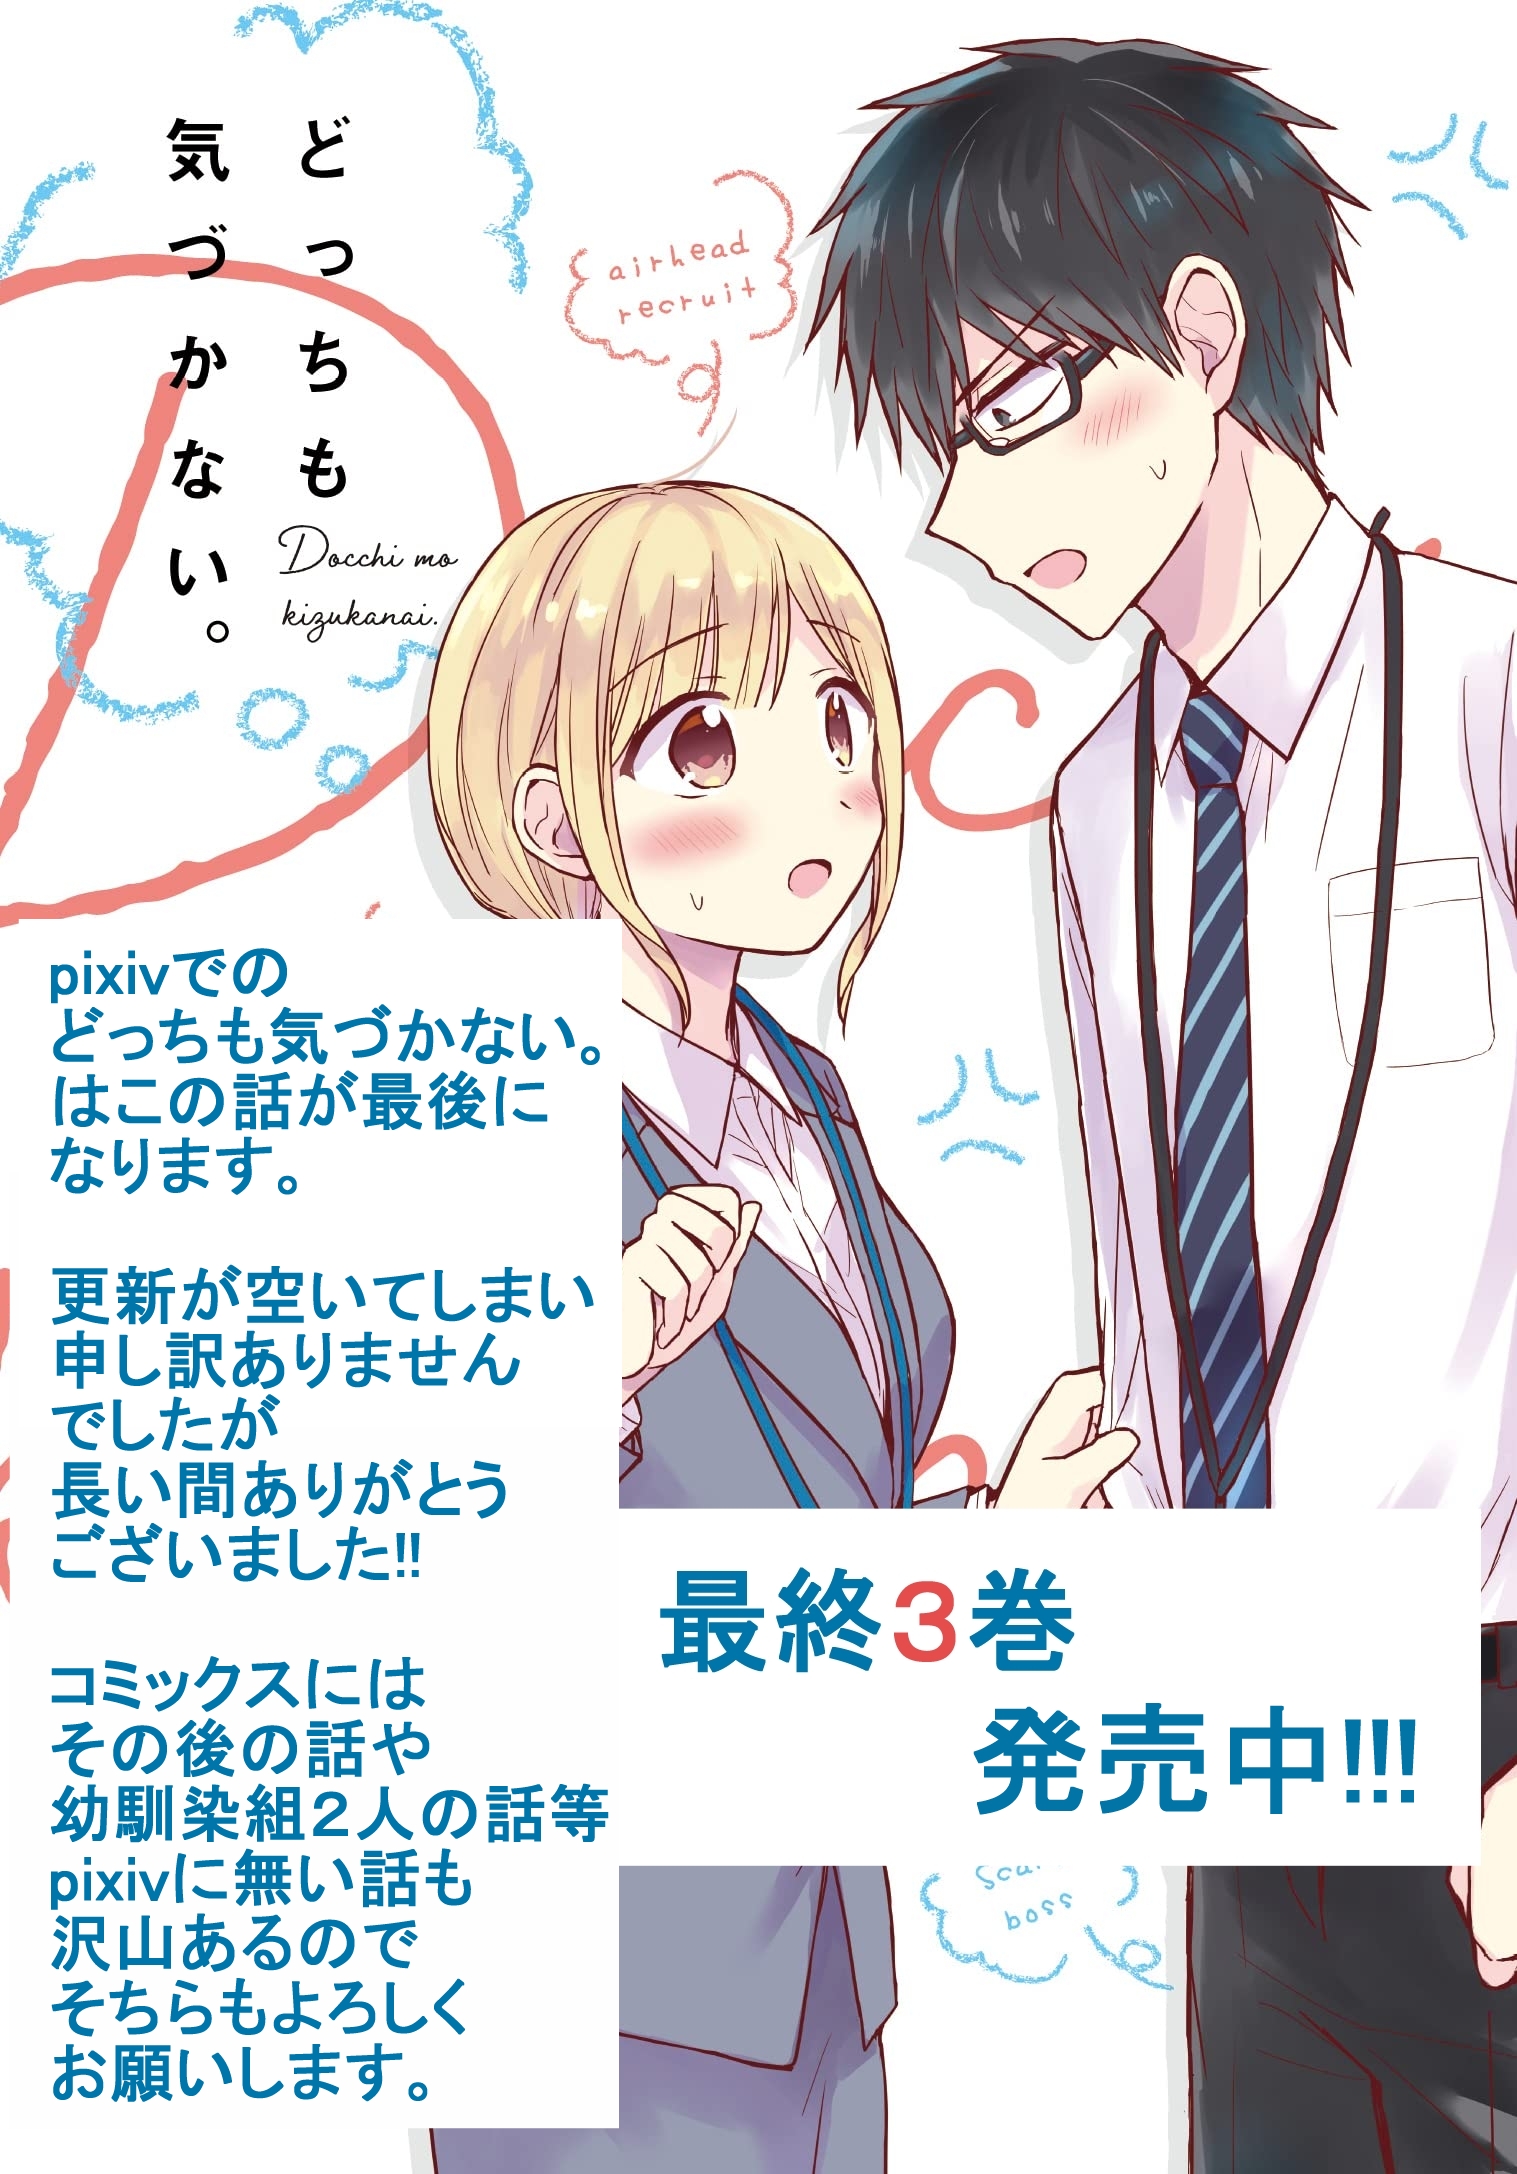 どっちも
気づかない。
Docchi mo
kizukanai.
airhead
recruit
pixivでの
どっちも気づかない。
はこの話が最後に
なります。
更新が空いてしまい
申し訳ありません
でしたが
長い間ありがとう
ございました!!
コミックスには
その後の話や
幼馴染組２人の話等
pixivに無い話も
沢山あるので
そちらもよろしく
お願いします。
最終３巻
発売中!!!
boss